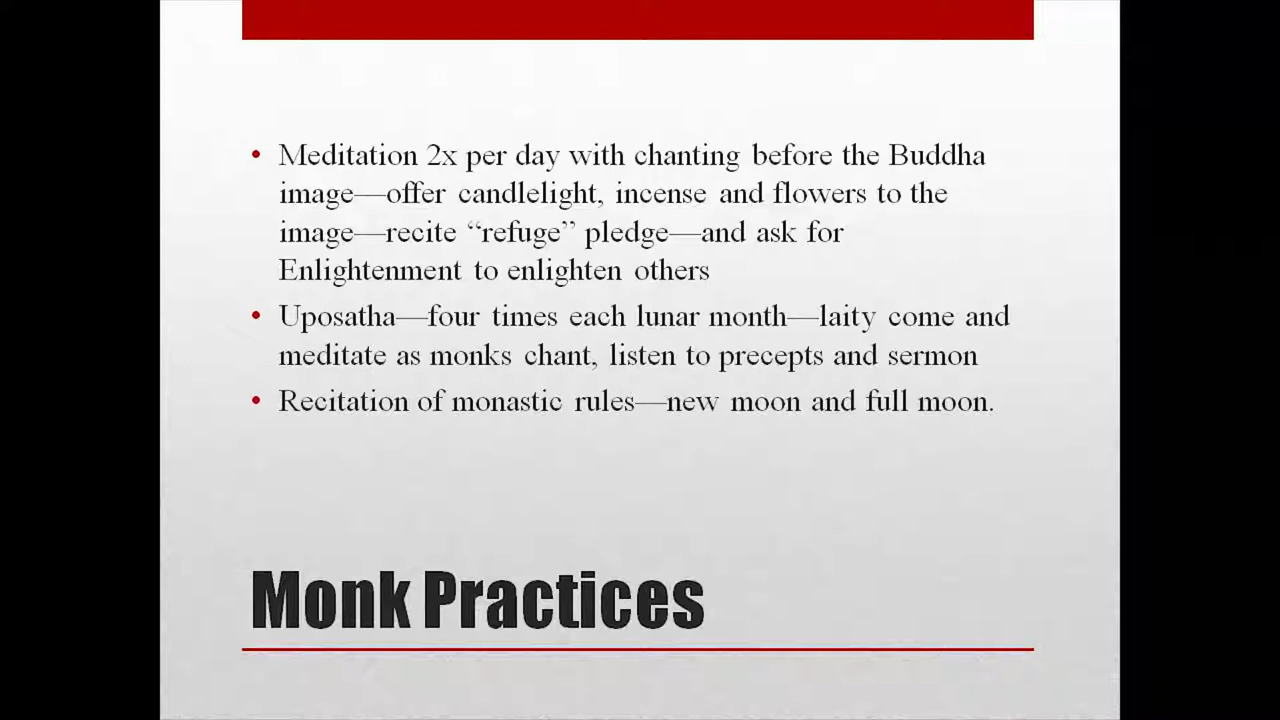 • Meditation 2x per day with chanting before the Buddha
image—offer candlelight, incense and flowers to the
image—recite “refuge” pledge—and ask for
Enlightenment to enlighten others
• Uposatha—four times each lunar month—laity come and
meditate as monks chant, listen to precepts and sermon
• Recitation of monastic rules—new moon and full moon.
Monk Practices